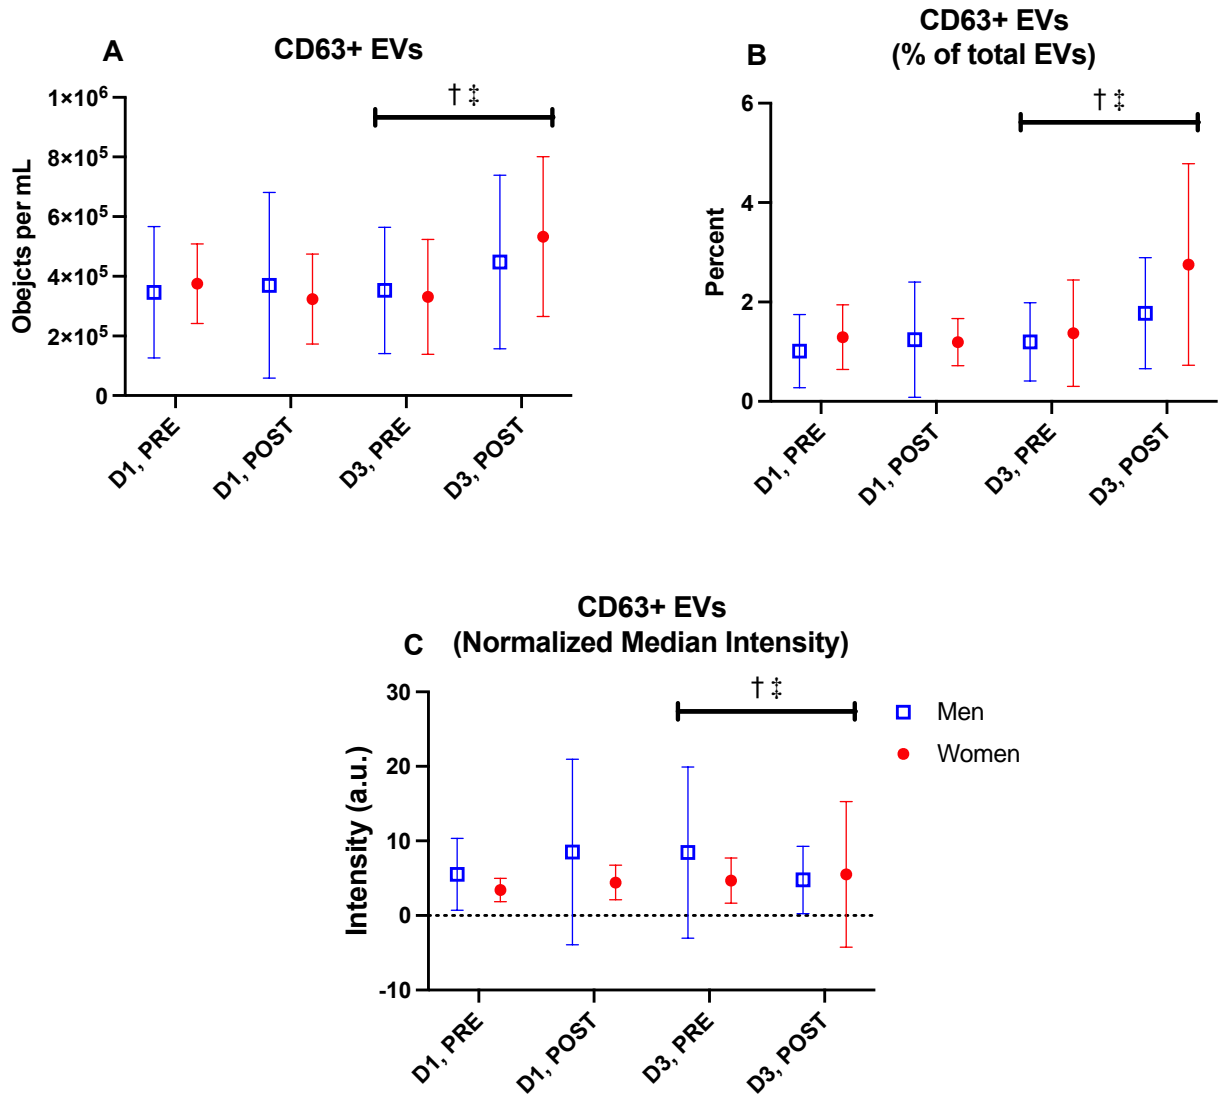 A
CD63+ EVs
† ‡
Obejcts per mL
1×10⁶
8×10⁵
6×10⁵
4×10⁵
2×10⁵
0
D1, PRE
D1, POST
D3, PRE
D3, POST
B
CD63+ EVs
(% of total EVs)
† ‡
Percent
6
4
2
0
D1, PRE
D1, POST
D3, PRE
D3, POST
CD63+ EVs
C (Normalized Median Intensity)
† ‡
Intensity (a.u.)
30
20
10
0
-10
D1, PRE
D1, POST
D3, PRE
D3, POST
Men
Women